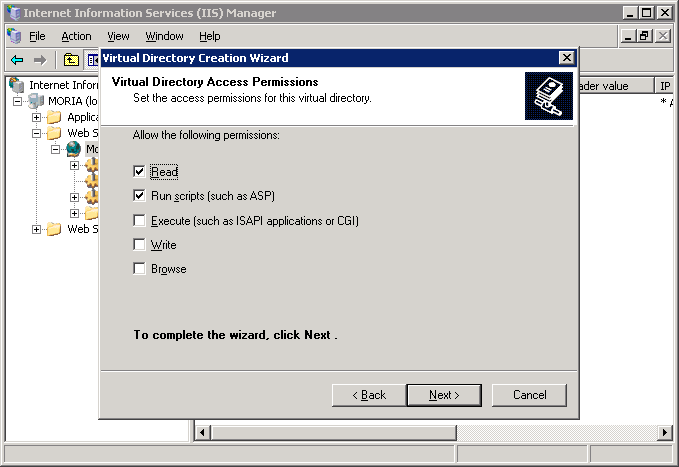 Internet Information Services (IIS) Manager
File Action View Window Help
Internet Infor
MORIA (lo
Applica
Web S
Mo
Web S
ader value IP
* A
Virtual Directory Creation Wizard
Virtual Directory Access Permissions
Set the access permissions for this virtual directory.
Allow the following permissions:
Read
Run scripts (such as ASP)
Execute (such as ISAPI applications or CGI)
Write
Browse
To complete the wizard, click Next .
< Back Next > Cancel